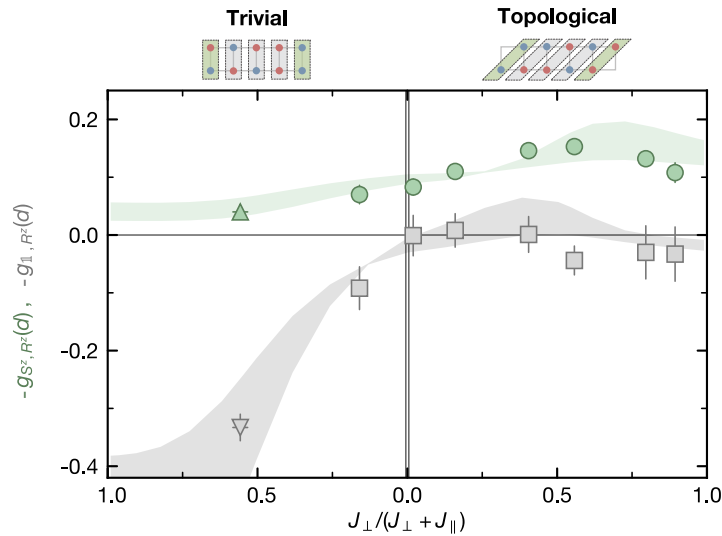 Trivial Topological
0.2
0.0
-0.2
-0.4
-g_{S^z,R^z}(d) , -g_{𝟙,R^z}(d)
1.0 0.5 0.0 0.5 1.0
J_⊥/(J_⊥ + J_∥)